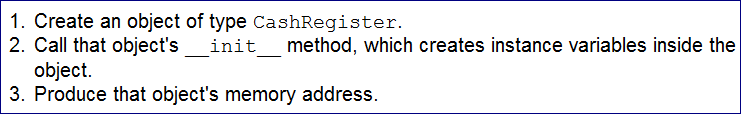 1. Create an object of type CashRegister.
2. Call that object's __init__ method, which creates instance variables inside the
object.
3. Produce that object's memory address.